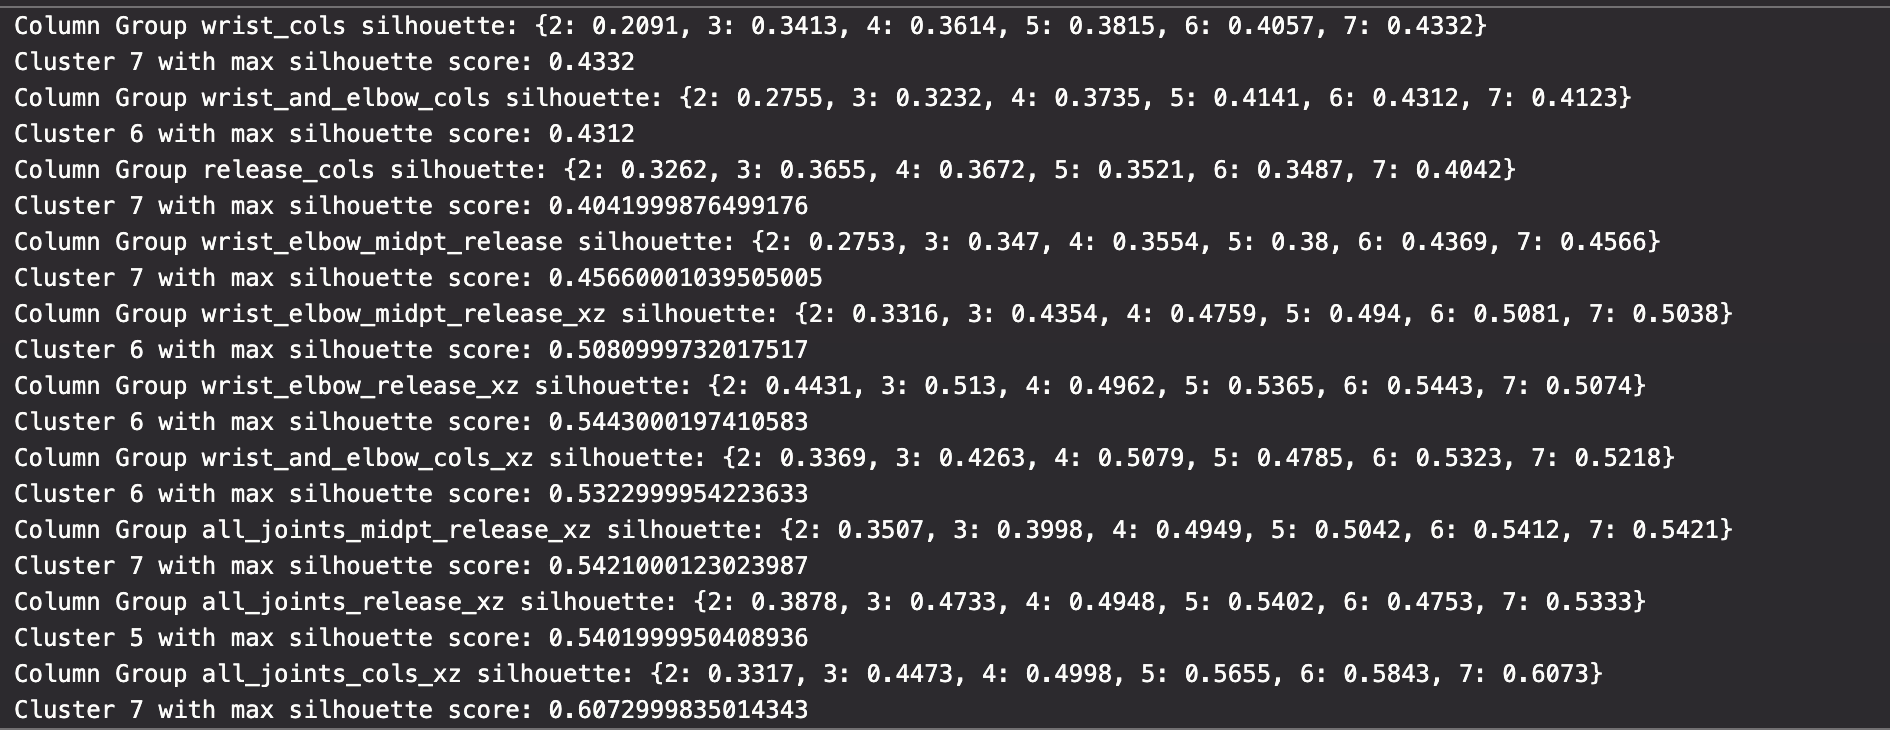 Column Group wrist_cols silhouette: {2: 0.2091, 3: 0.3413, 4: 0.3614, 5: 0.3815, 6: 0.4057, 7: 0.4332}
Cluster 7 with max silhouette score: 0.4332
Column Group wrist_and_elbow_cols silhouette: {2: 0.2755, 3: 0.3232, 4: 0.3735, 5: 0.4141, 6: 0.4312, 7: 0.4123}
Cluster 6 with max silhouette score: 0.4312
Column Group release_cols silhouette: {2: 0.3262, 3: 0.3655, 4: 0.3672, 5: 0.3521, 6: 0.3487, 7: 0.4042}
Cluster 7 with max silhouette score: 0.4041999876499176
Column Group wrist_elbow_midpt_release silhouette: {2: 0.2753, 3: 0.347, 4: 0.3554, 5: 0.38, 6: 0.4369, 7: 0.4566}
Cluster 7 with max silhouette score: 0.45660001039505005
Column Group wrist_elbow_midpt_release_xz silhouette: {2: 0.3316, 3: 0.4354, 4: 0.4759, 5: 0.494, 6: 0.5081, 7: 0.5038}
Cluster 6 with max silhouette score: 0.5080999732017517
Column Group wrist_elbow_release_xz silhouette: {2: 0.4431, 3: 0.513, 4: 0.4962, 5: 0.5365, 6: 0.5443, 7: 0.5074}
Cluster 6 with max silhouette score: 0.5443000197410583
Column Group wrist_and_elbow_cols_xz silhouette: {2: 0.3369, 3: 0.4263, 4: 0.5079, 5: 0.4785, 6: 0.5323, 7: 0.5218}
Cluster 6 with max silhouette score: 0.5322999954223633
Column Group all_joints_midpt_release_xz silhouette: {2: 0.3507, 3: 0.3998, 4: 0.4949, 5: 0.5042, 6: 0.5412, 7: 0.5421}
Cluster 7 with max silhouette score: 0.5421000123023987
Column Group all_joints_release_xz silhouette: {2: 0.3878, 3: 0.4733, 4: 0.4948, 5: 0.5402, 6: 0.4753, 7: 0.5333}
Cluster 5 with max silhouette score: 0.5401999950408936
Column Group all_joints_cols_xz silhouette: {2: 0.3317, 3: 0.4473, 4: 0.4998, 5: 0.5655, 6: 0.5843, 7: 0.6073}
Cluster 7 with max silhouette score: 0.6072999835014343